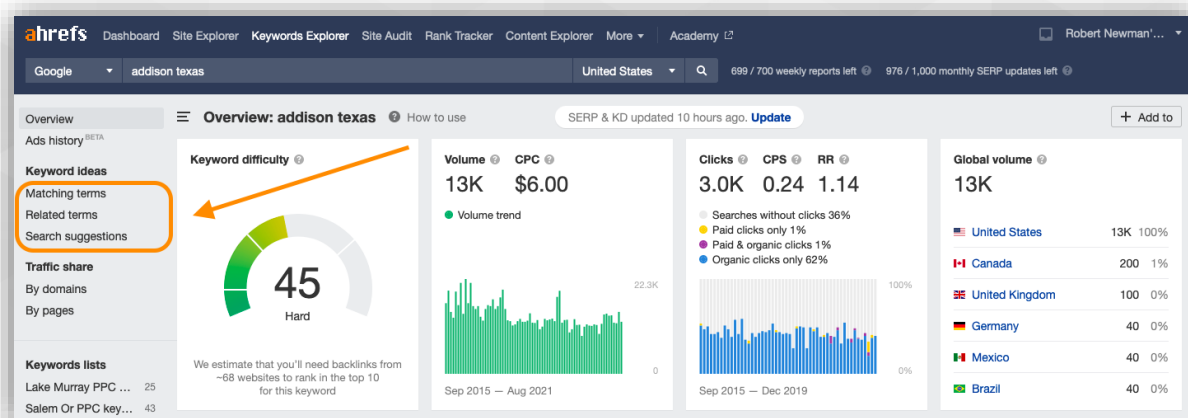 ahrefs Dashboard Site Explorer Keywords Explorer Site Audit Rank Tracker Content Explorer More Academy Robert Newman'...
Google addison texas United States 699 / 700 weekly reports left 976 / 1,000 monthly SERP updates left
Overview
Ads history BETA
Keyword ideas
Matching terms
Related terms
Search suggestions
Traffic share
By domains
By pages
Keywords lists
Lake Murray PPC ... 25
Salem Or PPC key... 43
Overview: addison texas How to use SERP & KD updated 10 hours ago. Update + Add to
Keyword difficulty
45
Hard
We estimate that you'll need backlinks from
~68 websites to rank in the top 10
for this keyword
Volume CPC
13K $6.00
Volume trend
22.3K
0
Sep 2015 — Aug 2021
Clicks CPS RR
3.0K 0.24 1.14
Searches without clicks 36%
Paid clicks only 1%
Paid & organic clicks 1%
Organic clicks only 62%
100%
0%
Sep 2015 — Dec 2019
Global volume
13K
United States 13K 100%
Canada 200 1%
United Kingdom 100 0%
Germany 40 0%
Mexico 40 0%
Brazil 40 0%